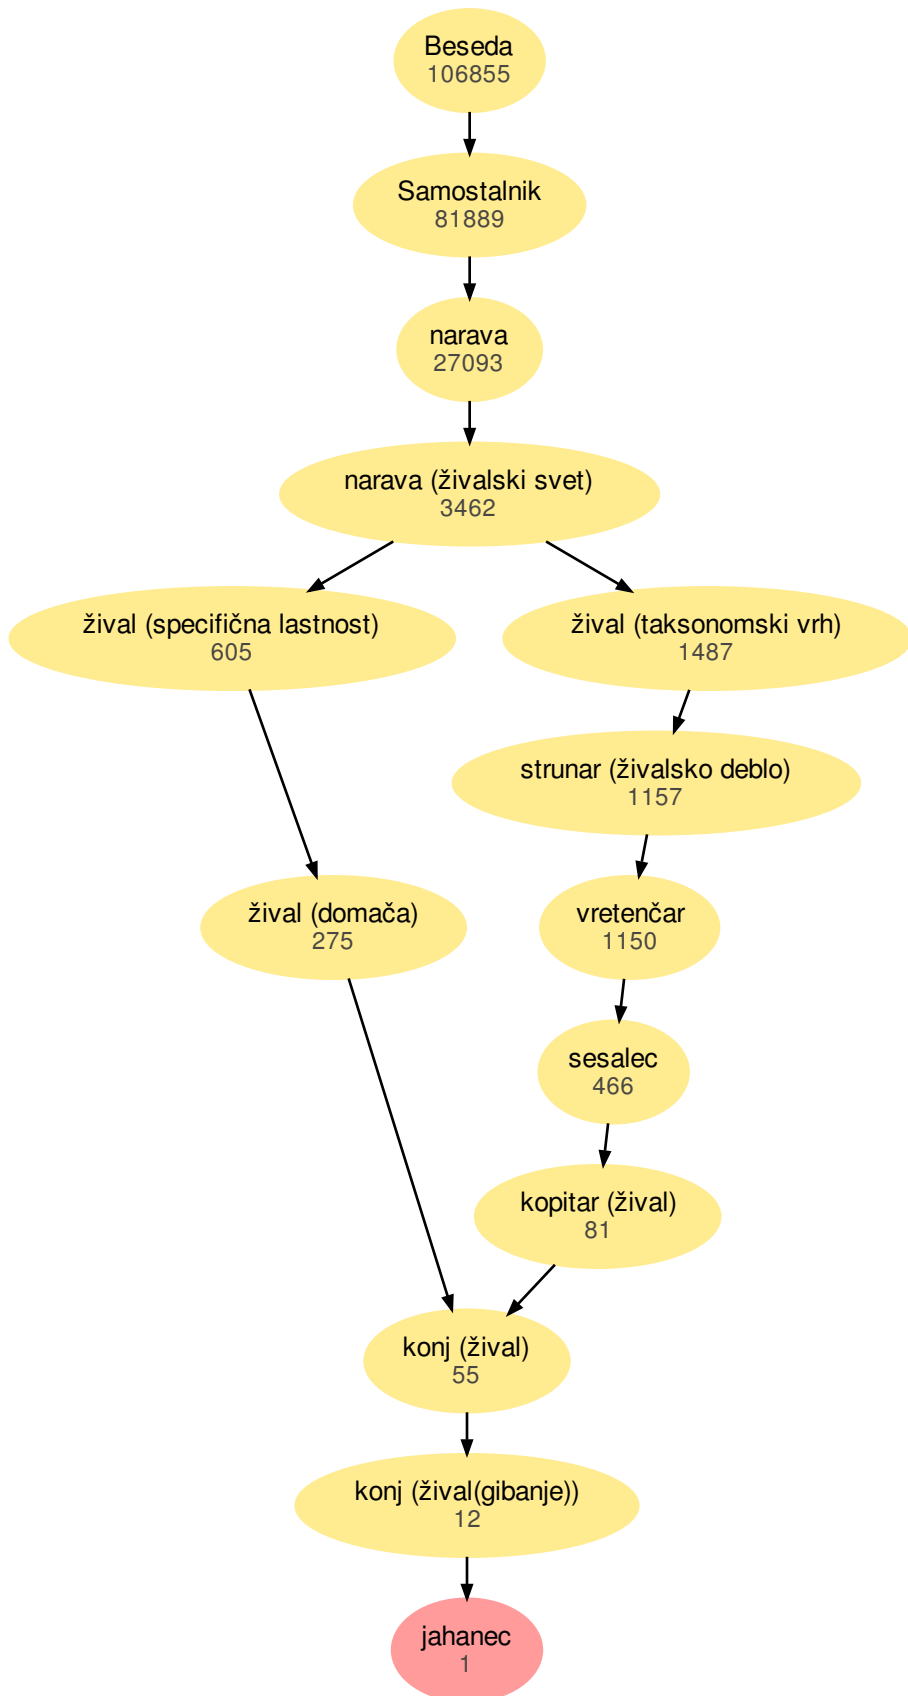 Beseda
106855
Samostalnik
81889
narava
27093
narava (živalski svet)
3462
žival (specifična lastnost)
605
žival (taksonomski vrh)
1487
strunar (živalsko deblo)
1157
žival (domača)
275
vretenčar
1150
sesalec
466
kopitar (žival)
81
konj (žival)
55
konj (žival(gibanje))
12
jahanec
1